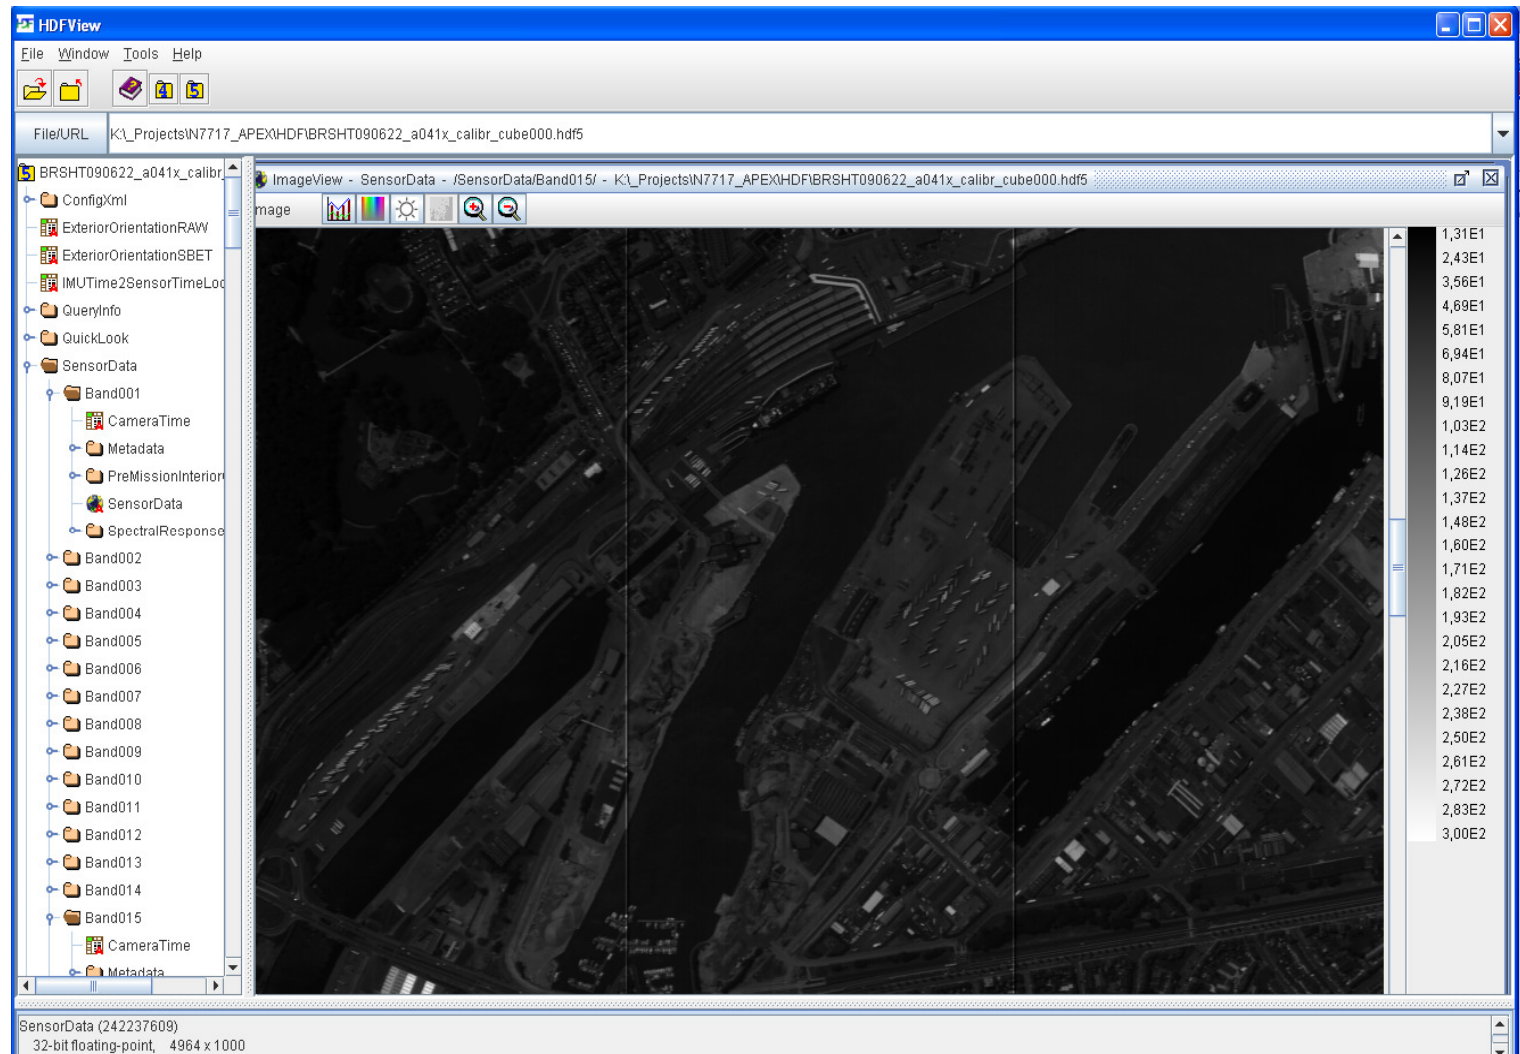 HDFView
File Window Tools Help
4 5
File/URL K:\_Projects\N7717_APEX\HDF\BRSHT090622_a041x_calibr_cube000.hdf5
5 BRSHT090622_a041x_calibr_
ConfigXml
ExteriorOrientationRAW
ExteriorOrientationSBET
IMUTime2SensorTimeLoc
QueryInfo
QuickLook
SensorData
Band001
CameraTime
Metadata
PreMissionInterior
SensorData
SpectralResponse
Band002
Band003
Band004
Band005
Band006
Band007
Band008
Band009
Band010
Band011
Band012
Band013
Band014
Band015
CameraTime
Metadata
ImageView - SensorData - /SensorData/Band015/ - K:\_Projects\N7717_APEX\HDF\BRSHT090622_a041x_calibr_cube000.hdf5
mage
1,31E1
2,43E1
3,56E1
4,69E1
5,81E1
6,94E1
8,07E1
9,19E1
1,03E2
1,14E2
1,26E2
1,37E2
1,48E2
1,60E2
1,71E2
1,82E2
1,93E2
2,05E2
2,16E2
2,27E2
2,38E2
2,50E2
2,61E2
2,72E2
2,83E2
3,00E2
SensorData (242237609)
32-bit floating-point, 4964 x 1000